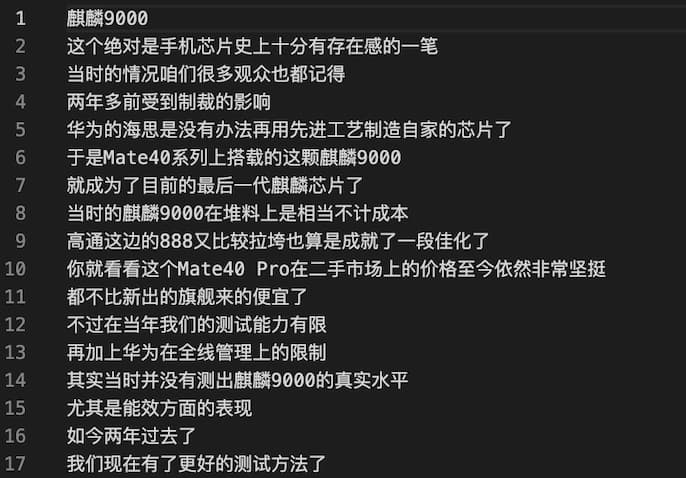 1 麒麟9000
2 这个绝对是手机芯片史上十分有存在感的一笔
3 当时的情况咱们很多观众也都记得
4 两年多前受到制裁的影响
5 华为的海思是没有办法再用先进工艺制造自家的芯片了
6 于是Mate40系列上搭载的这颗麒麟9000
7 就成为了目前的最后一代麒麟芯片了
8 当时的麒麟9000在堆料上是相当不计成本
9 高通这边的888又比较拉垮也算是成就了一段佳化了
10 你就看看这个Mate40 Pro在二手市场上的价格至今依然非常坚挺
11 都不比新出的旗舰来的便宜了
12 不过在当年我们的测试能力有限
13 再加上华为在全线管理上的限制
14 其实当时并没有测出麒麟9000的真实水平
15 尤其是能效方面的表现
16 如今两年过去了
17 我们现在有了更好的测试方法了